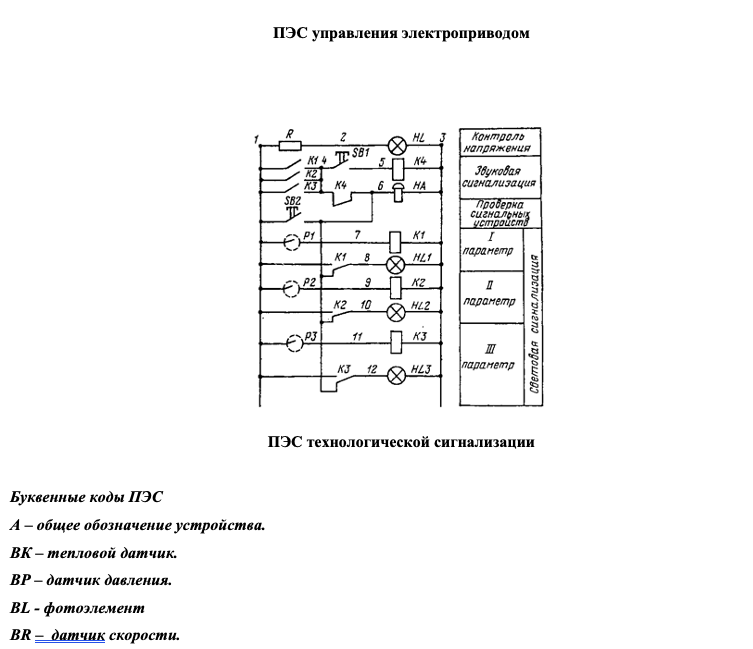 ПЭС управления электроприводом
1 R 2 HL 3
Контроль
напряжения
K1 4 SB1 5 K4
K2
Звуковая
сигнализация
K3 K4 6 HA
SB2
Проверка
сигнальных
устройств
P1 7 K1
I
параметр
K1 8 HL1
P2 9 K2
II
параметр
K2 10 HL2
P3 11 K3
III
параметр
K3 12 HL3
Световая сигнализация
ПЭС технологической сигнализации
Буквенные коды ПЭС
А – общее обозначение устройства.
ВК – тепловой датчик.
ВР – датчик давления.
BL - фотоэлемент
BR – датчик скорости.